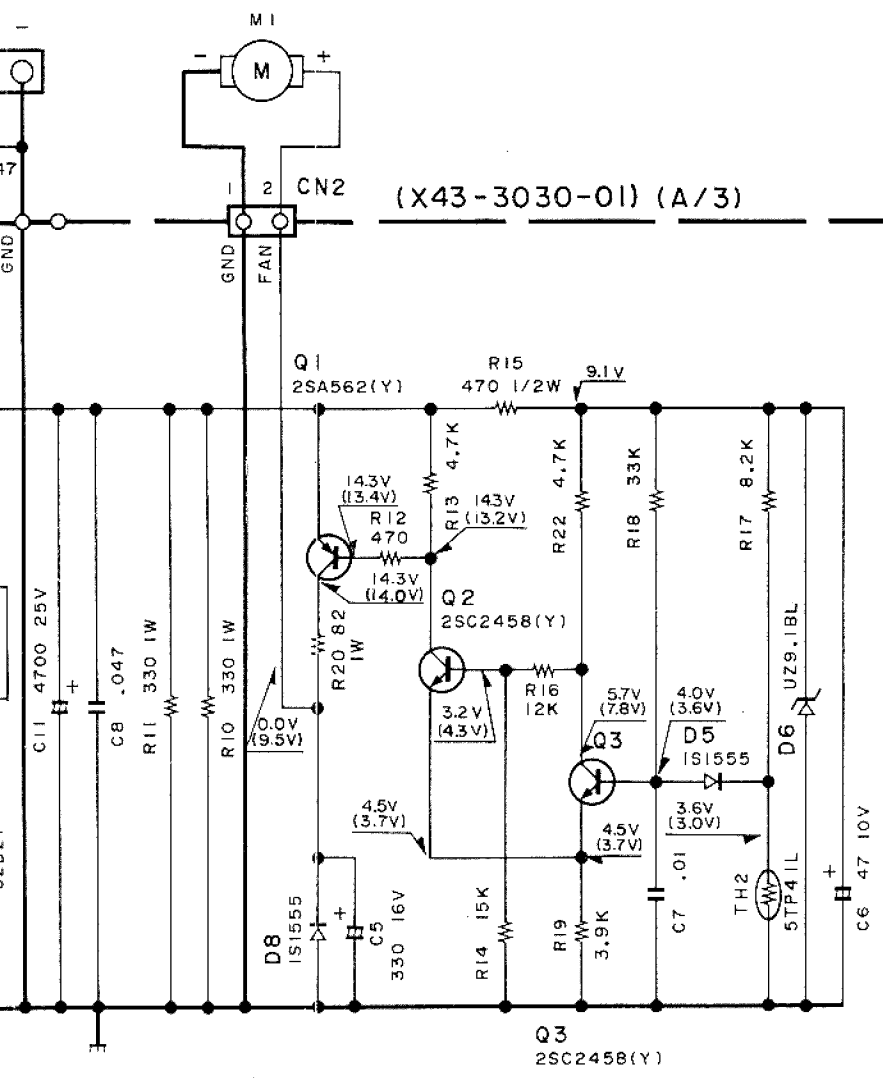 M1
-
- +
M
47
1 2 CN2
(X43-3030-01) (A/3)
GND
GND
FAN
Q1
2SA562(Y)
R15
470 1/2W
9.1V
4.7K
R13
R22 4.7K
R18 33K
R17 8.2K
14.3V
(13.4V)
R12
470
14.3V
(13.2V)
14.3V
(14.0V)
Q2
2SC2458(Y)
C11 4700 25V
+
C8 .047
R11 330 1W
R10 330 1W
R20 82
1W
0.0V
(9.5V)
3.2V
(4.3V)
R16
12K
5.7V
(7.8V)
Q3
4.0V
(3.6V)
D5
1S1555
D6 UZ9.1BL
4.5V
(3.7V)
4.5V
(3.7V)
3.6V
(3.0V)
D8
1S1555
+
C5
330 16V
R14 15K
R19
3.9K
C7 .01
TH2
5TP41L
+
C6 47 10V
Q3
2SC2458(Y)